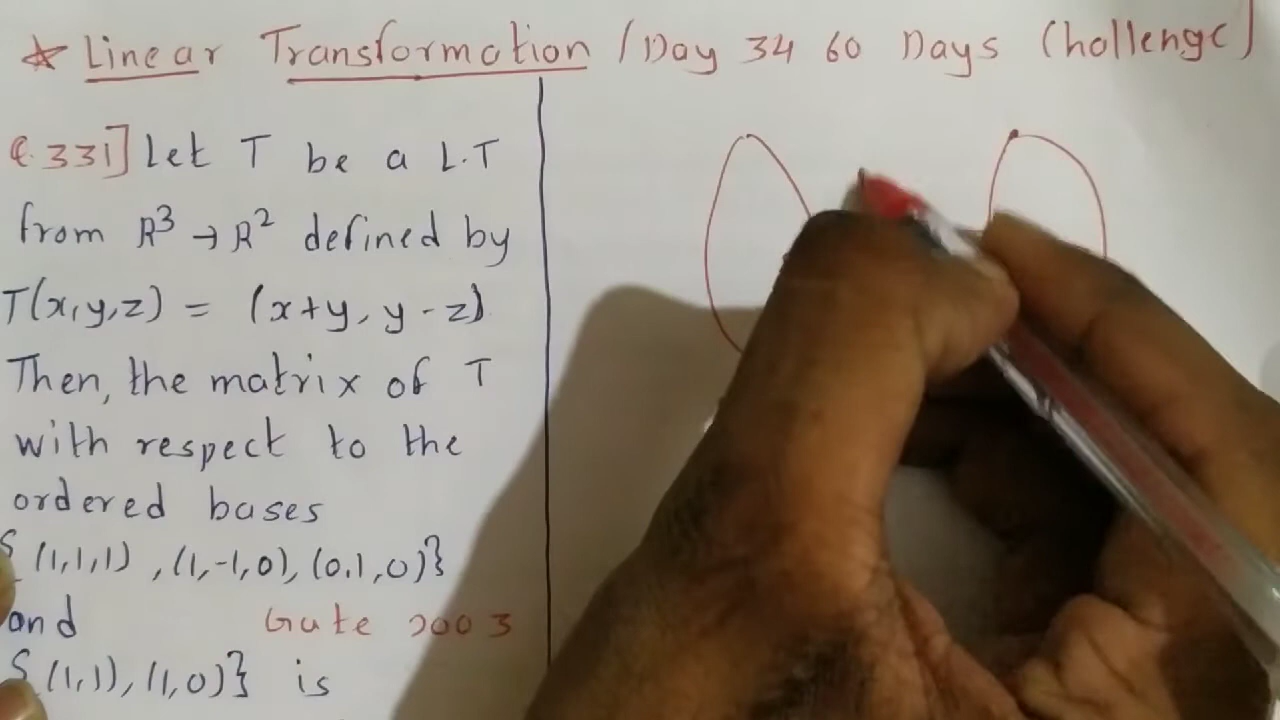 * Linear Transformation / Day 34 60 Days Challenge]
Q.331] Let T be a L.T
from R³ → R² defined by
T(x,y,z) = (x+y, y-z)
Then, the matrix of T
with respect to the
ordered bases
{(1,1,1), (1,-1,0), (0,1,0)}
and Gate 2003
{(1,1), (1,0)} is